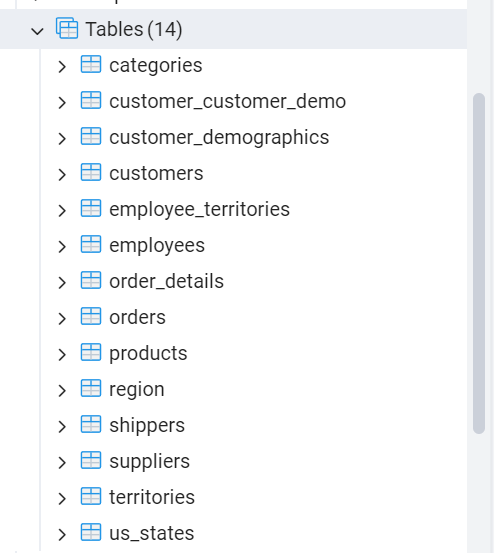 Tables (14)
categories
customer_customer_demo
customer_demographics
customers
employee_territories
employees
order_details
orders
products
region
shippers
suppliers
territories
us_states